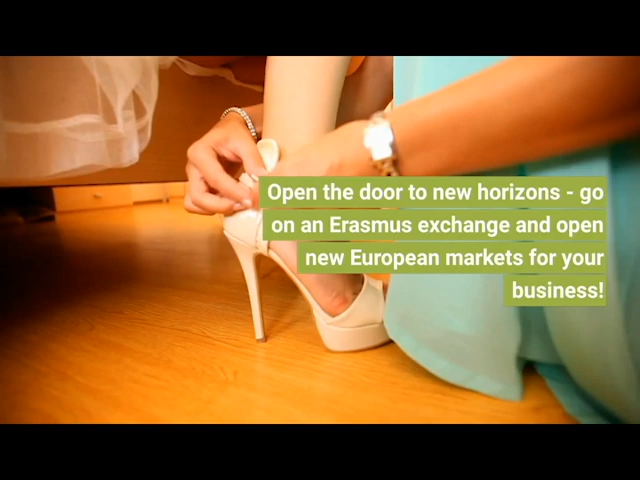 Open the door to new horizons - go
on an Erasmus exchange and open
new European markets for your
business!